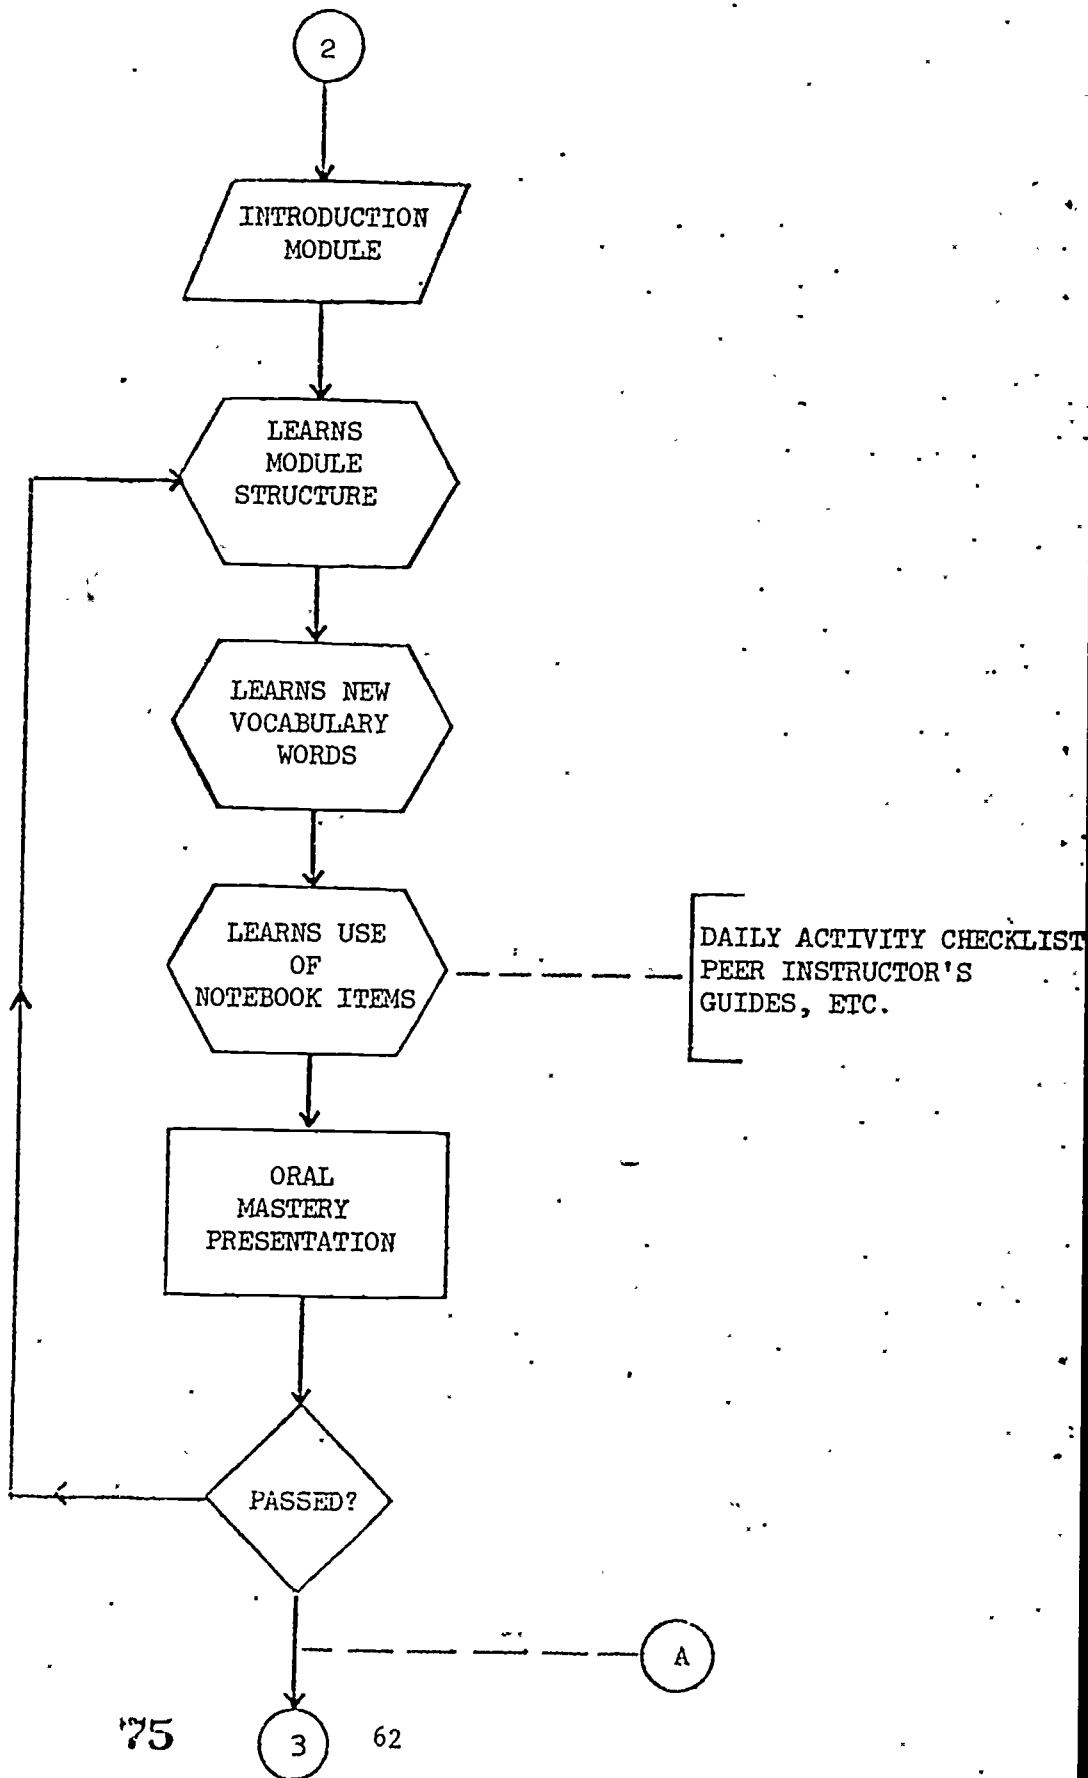 2
INTRODUCTION
MODULE
LEARNS
MODULE
STRUCTURE
LEARNS NEW
VOCABULARY
WORDS
LEARNS USE
OF
NOTEBOOK ITEMS
DAILY ACTIVITY CHECKLIST
PEER INSTRUCTOR'S
GUIDES, ETC.
ORAL
MASTERY
PRESENTATION
PASSED?
A
75
3
62